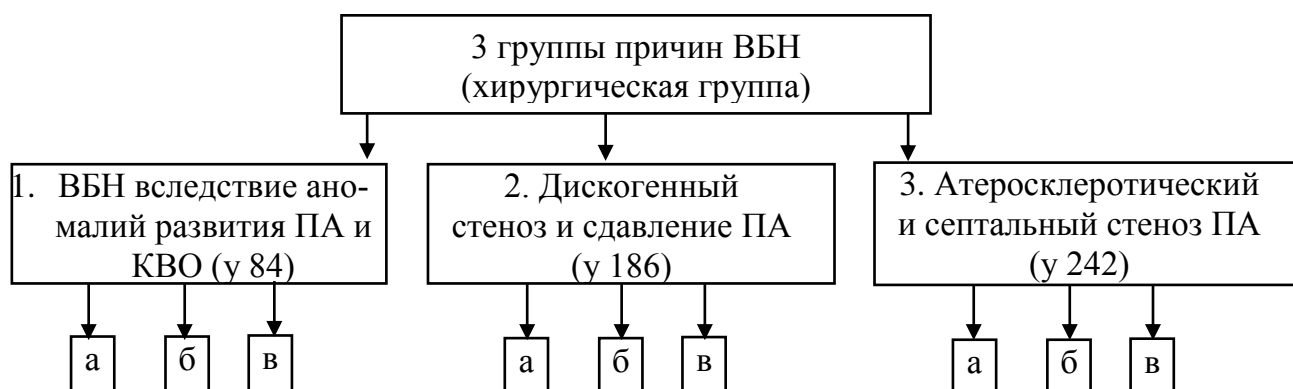 3 группы причин ВБН
(хирургическая группа)
1. ВБН вследствие ано-
малий развития ПА и
КВО (у 84)
2. Дискогенный
стеноз и сдавление ПА
(у 186)
3. Атеросклеротический
и септальный стеноз ПА
(у 242)
а б в
а б в
а б в